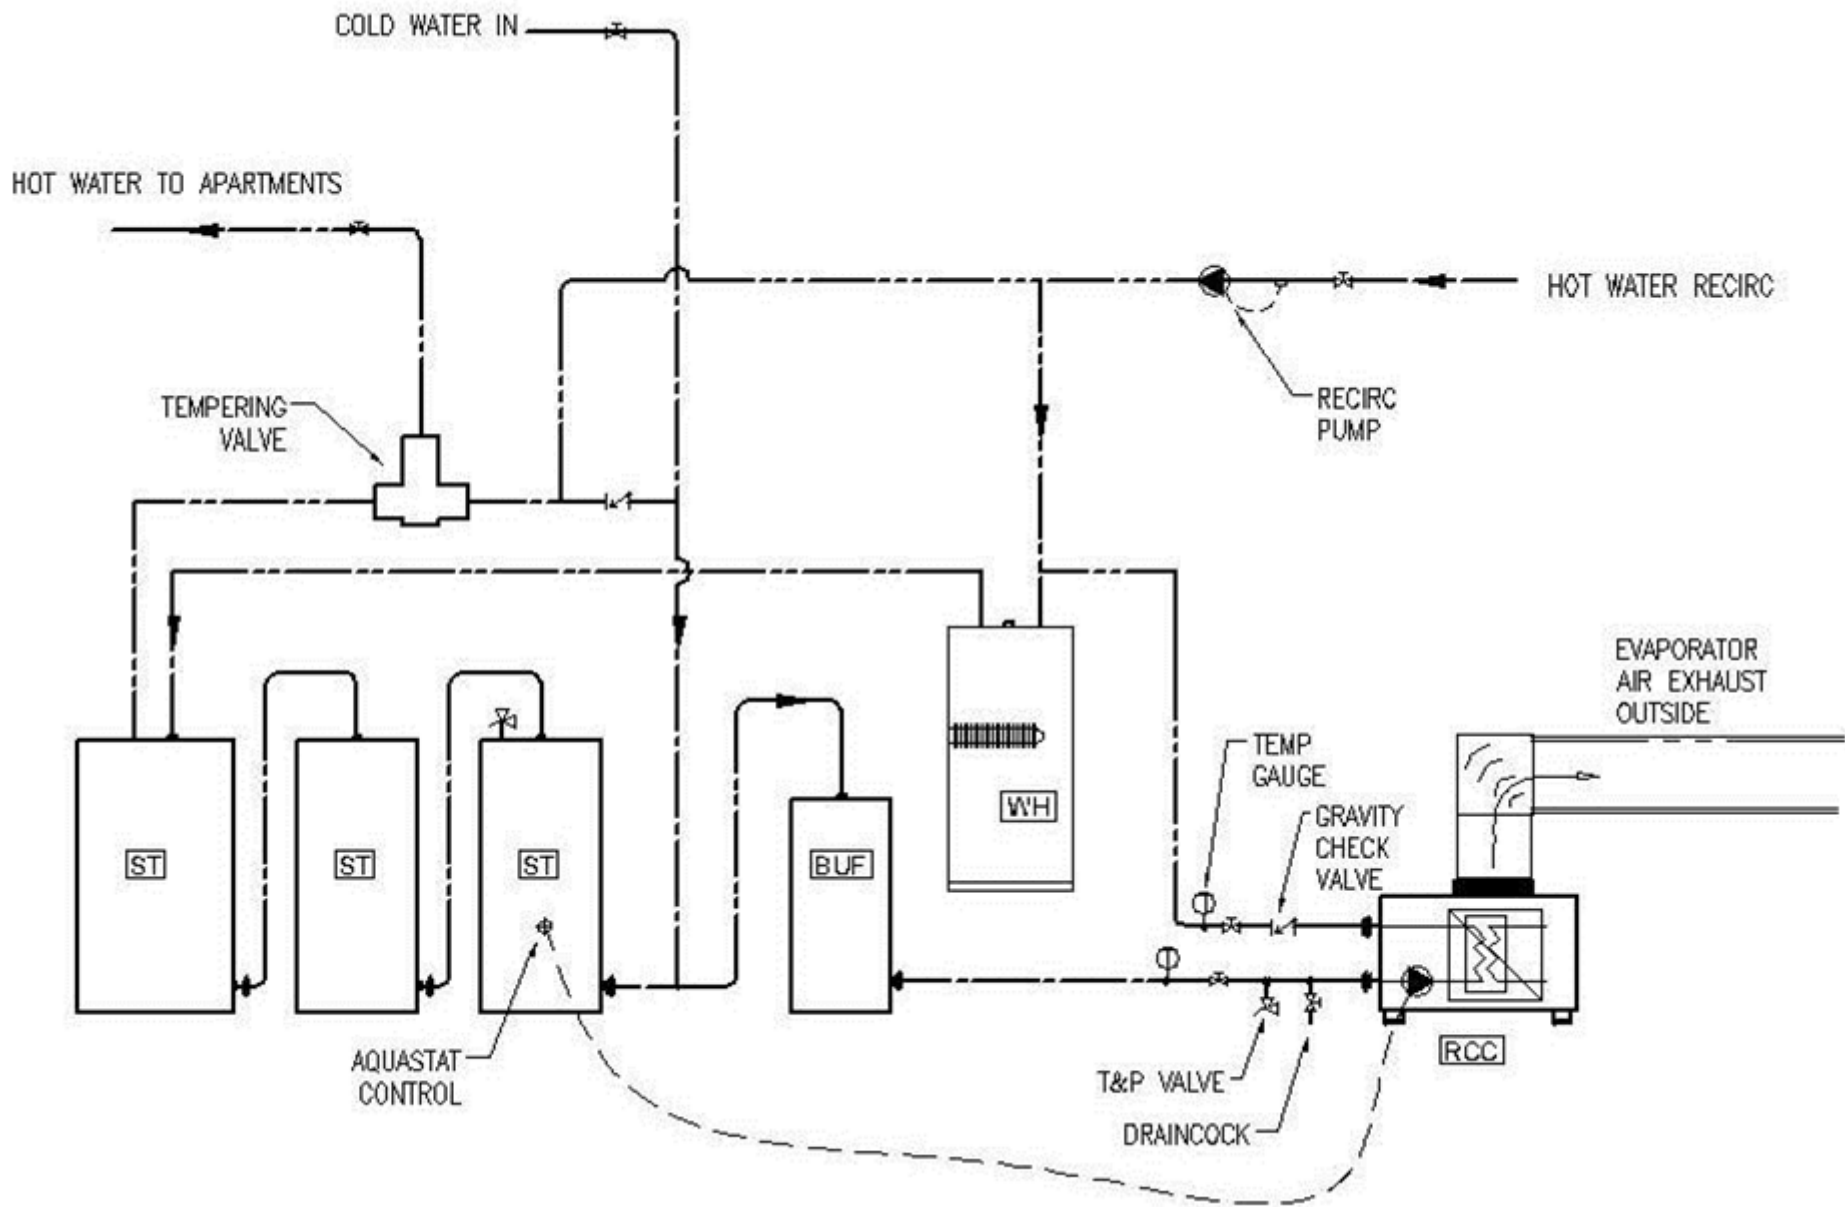 COLD WATER IN
HOT WATER TO APARTMENTS
HOT WATER RECIRC
TEMPERING
VALVE
RECIRC
PUMP
EVAPORATOR
AIR EXHAUST
OUTSIDE
TEMP
GAUGE
WH
GRAVITY
CHECK
VALVE
ST
ST
ST
BUF
AQUASTAT
CONTROL
RCC
T&P VALVE
DRAINCOCK